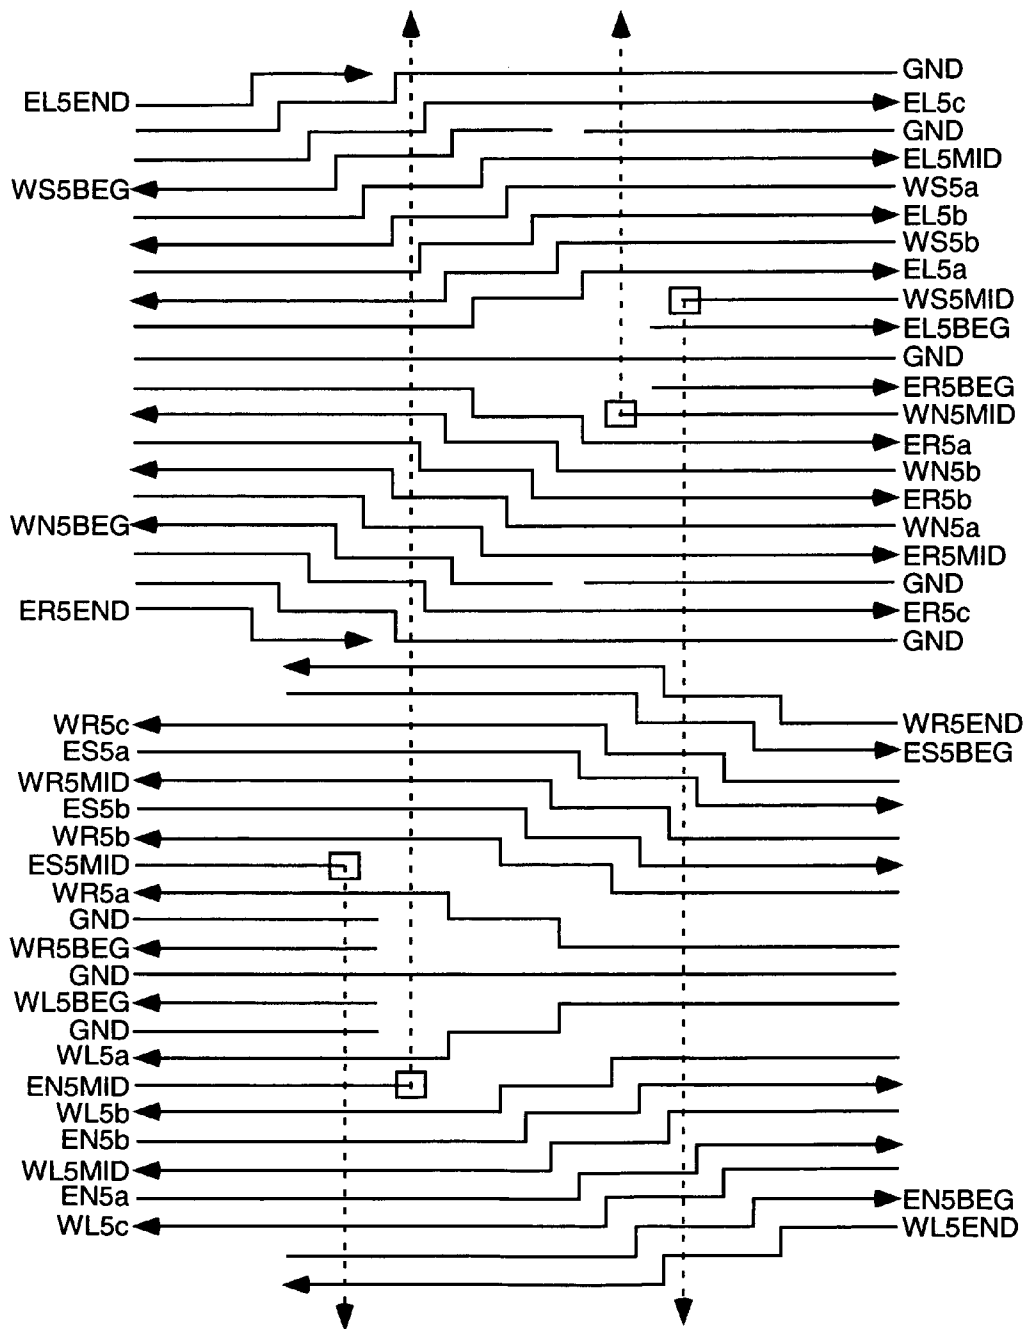 GND
EL5END
EL5c
GND
EL5MID
WS5BEG
WS5a
EL5b
WS5b
EL5a
WS5MID
EL5BEG
GND
ER5BEG
WN5MID
ER5a
WN5b
ER5b
WN5BEG
WN5a
ER5MID
GND
ER5END
ER5c
GND
WR5c
WR5END
ES5a
ES5BEG
WR5MID
ES5b
WR5b
ES5MID
WR5a
GND
WR5BEG
GND
WL5BEG
GND
WL5a
EN5MID
WL5b
EN5b
WL5MID
EN5a
EN5BEG
WL5c
WL5END